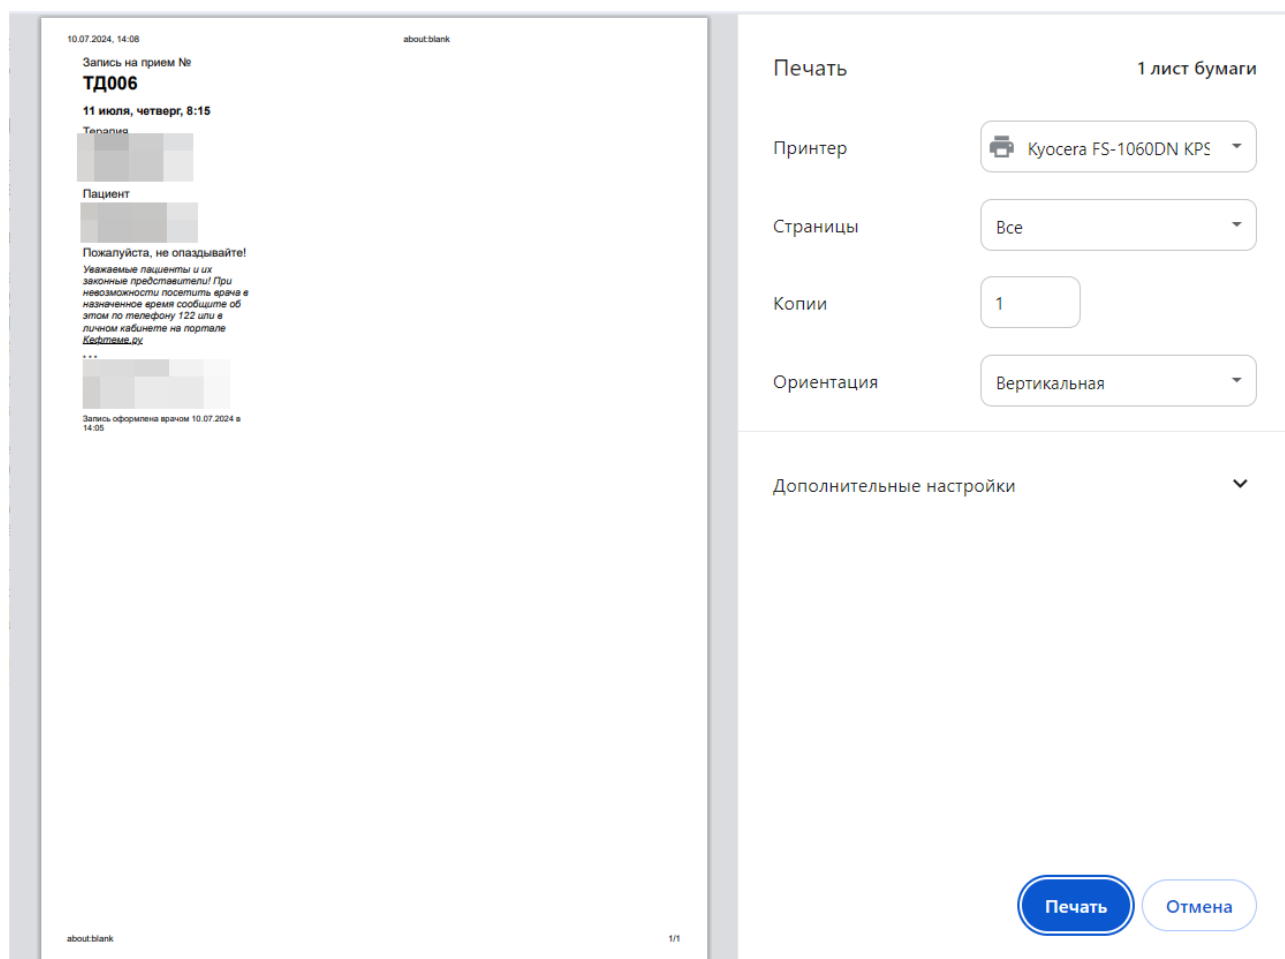 10.07.2024, 14:08
about:blank
Запись на прием №
ТД006
11 июля, четверг, 8:15
Терапия
Пациент
Пожалуйста, не опаздывайте!
Уважаемые пациенты и их
законные представители! При
невозможности посетить врача в
назначенное время сообщите об
этом по телефону 122 или в
личном кабинете на портале
Кефтеме.ру
Запись оформлена врачом 10.07.2024 в
14:05
about:blank
1/1
Печать
1 лист бумаги
Принтер
Kyocera FS-1060DN KPS
Страницы
Все
Копии
1
Ориентация
Вертикальная
Дополнительные настройки
Печать
Отмена